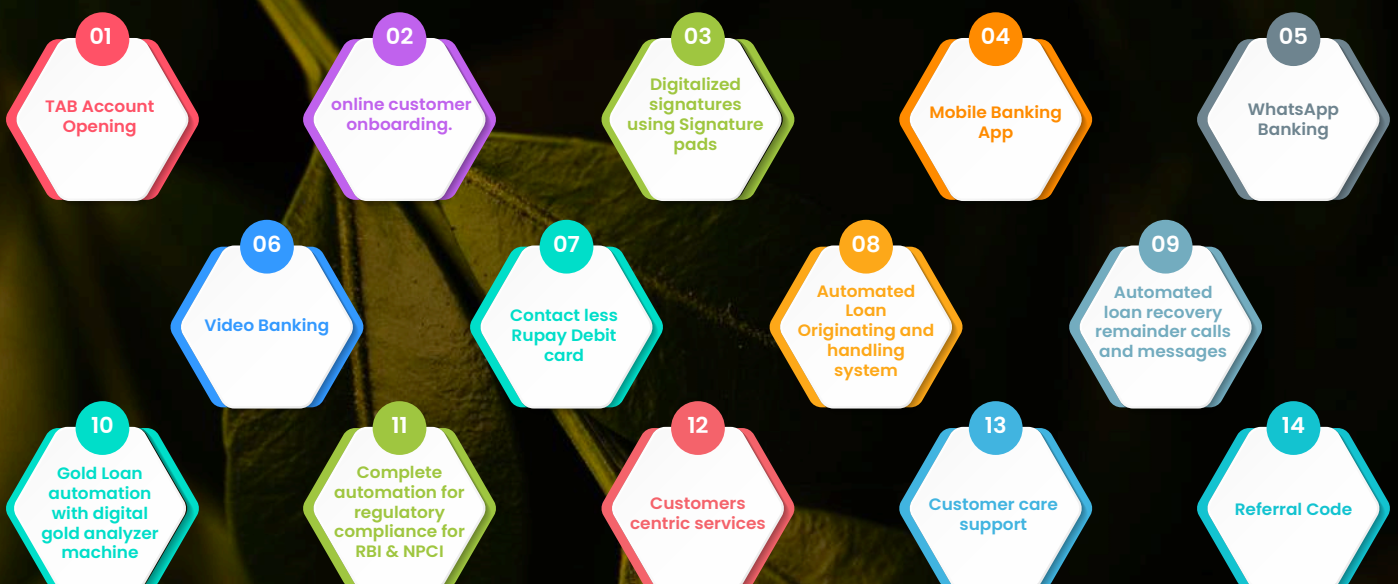 01
TAB Account
Opening
02
online customer
onboarding.
03
Digitalized
signatures
using Signature
pads
04
Mobile Banking
App
05
WhatsApp
Banking
06
Video Banking
07
Contact less
Rupay Debit
card
08
Automated
Loan
Originating and
handling
system
09
Automated
loan recovery
remainder calls
and messages
10
Gold Loan
automation
with digital
gold analyzer
machine
11
Complete
automation for
regulatory
compliance for
RBI & NPCI
12
Customers
centric services
13
Customer care
support
14
Referral Code